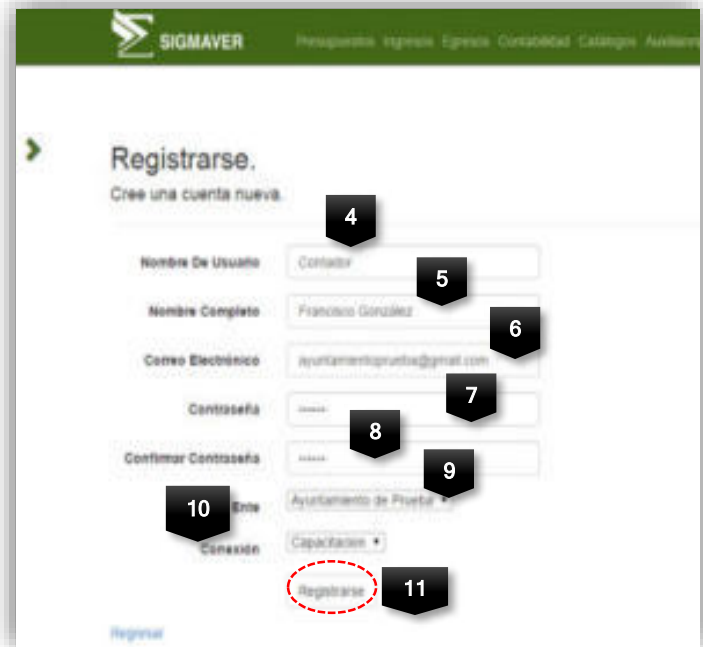 SIGMAVER Presupuestos Ingresos Egresos Contabilidad Catálogos Auxiliares
Registrarse.
Cree una cuenta nueva.
4
Nombre De Usuario Contador
5
Nombre Completo Francisco González
6
Correo Electrónico ayuntamientoprueba@gmail.com
7
Contraseña ······
8
Confirmar Contraseña ······
9
10 Ente Ayuntamiento de Prueba
Conexión Capacitacion
Registrarse 11
Regresar